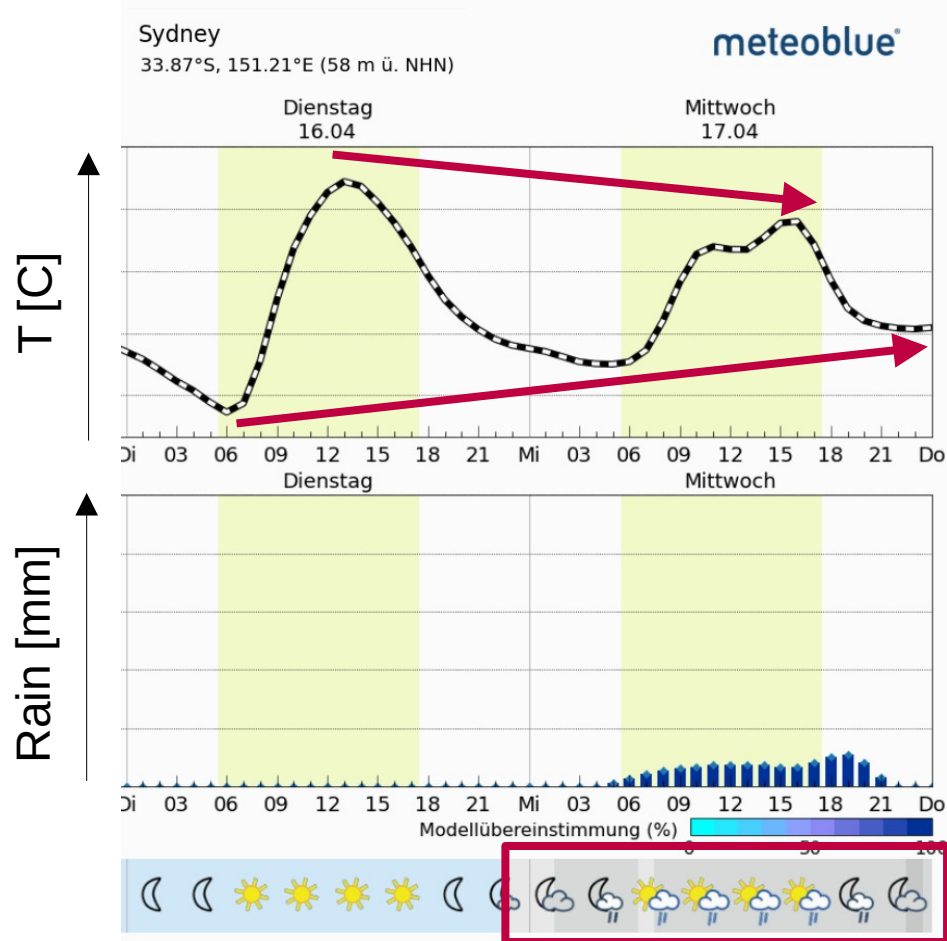 Sydney
meteoblue®
33.87°S, 151.21°E (58 m ü. NHN)
Dienstag Mittwoch
16.04 17.04
T [C]
Di 03 06 09 12 15 18 21 Mi 03 06 09 12 15 18 21 Do
Dienstag Mittwoch
Rain [mm]
Di 03 06 09 12 15 18 21 Mi 03 06 09 12 15 18 21 Do
Modellübereinstimmung (%)
0 50 100